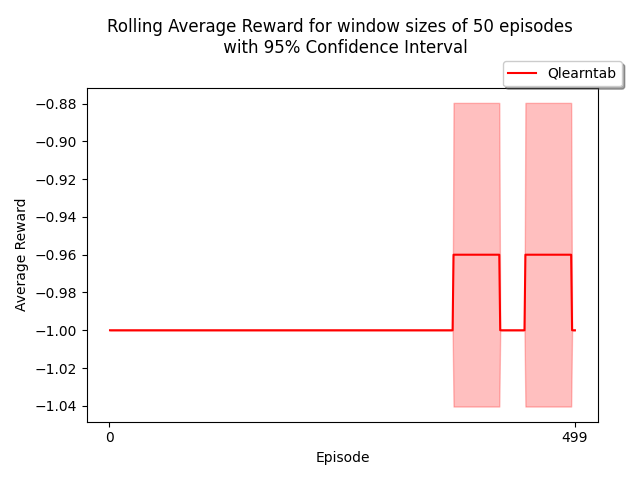 Rolling Average Reward for window sizes of 50 episodes
with 95% Confidence Interval
Qlearntab
Average Reward
−0.88
−0.90
−0.92
−0.94
−0.96
−0.98
−1.00
−1.02
−1.04
0
499
Episode